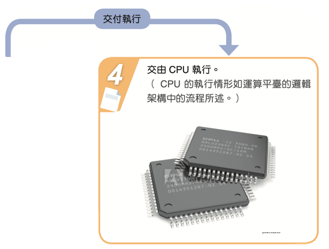 交付執行
4
交由 CPU 執行。
（ CPU 的執行情形如運算平臺的邏輯
架構中的流程所述。）